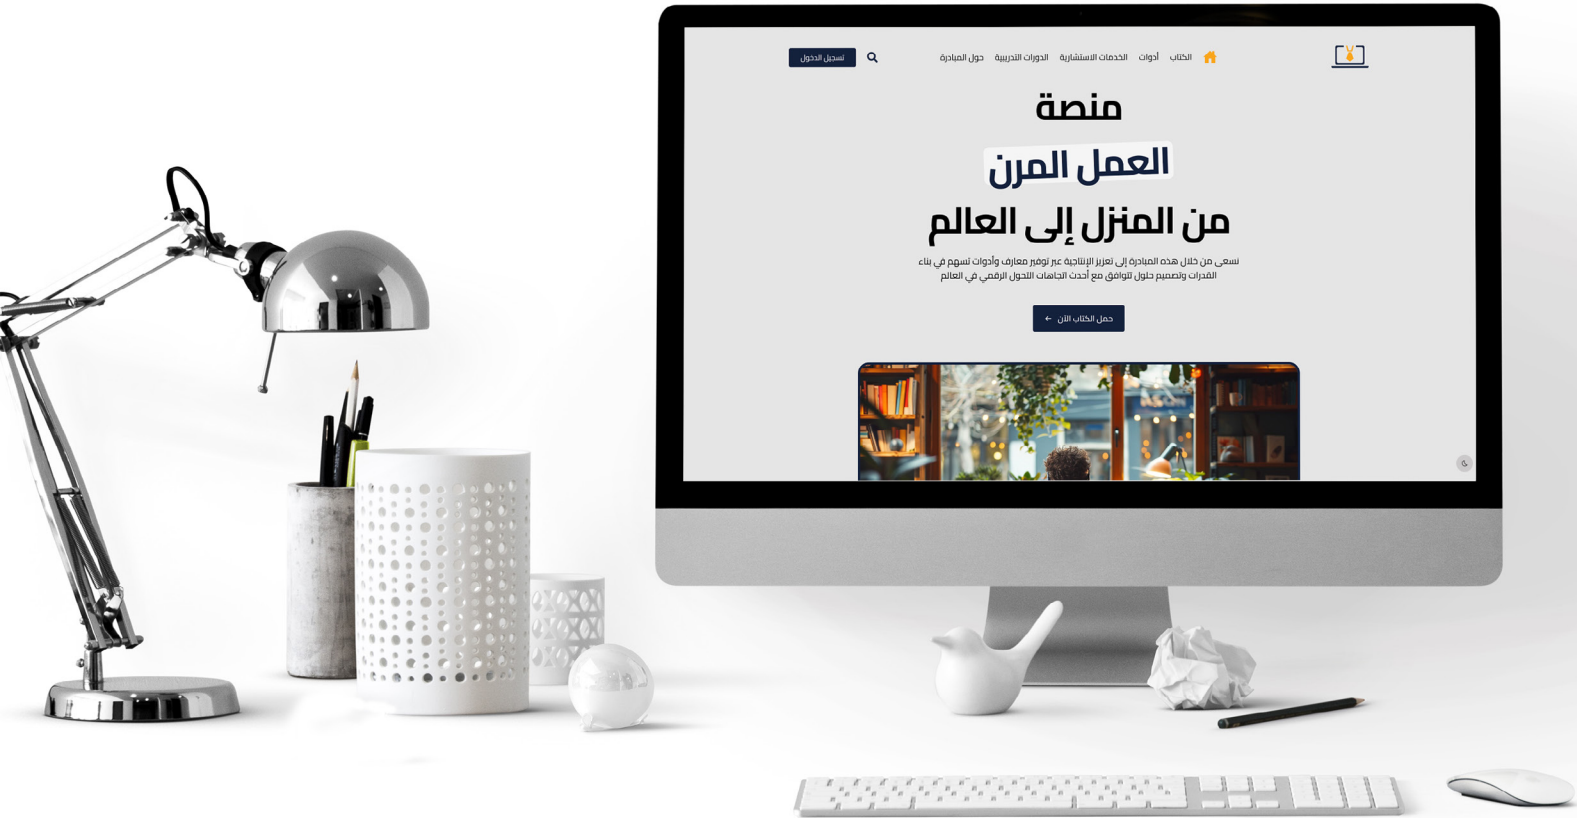 الكتاب أدوات الخدمات الاستشارية الدورات التدريبية حول المبادرة تسجيل الدخول
منصة
العمل المرن
من المنزل إلى العالم
نسعى من خلال هذه المبادرة إلى تعزيز الإنتاجية عبر توفير معارف وأدوات تسهم في بناء
القدرات وتصميم حلول تتوافق مع أحدث اتجاهات التحول الرقمي في العالم
حمل الكتاب الآن